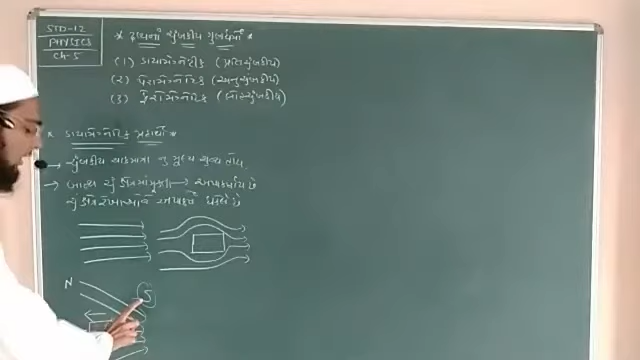 STD-12
PHYSICS
Ch-5
* દ્રવ્યના ચુંબકીય ગુણધર્મો *
(1) ડાયામેગ્નેટીક (પ્રતિચુંબકીય)
(2) પેરામેગ્નેટિક (અનુચુંબકીય)
(3) ફેરોમેગ્નેટિક (લોહચુંબકીય)
* ડાયામેગ્નેટિક પદાર્થો *
→ ચુંબકીય ચાકમાત્રા નું મૂલ્ય શૂન્ય હોય.
→ બાહ્ય ચું ક્ષેત્રમાં → અપાકર્ષાય છે
ચું ક્ષેત્રરેખાઓને અપાકર્ષે છે
N
S